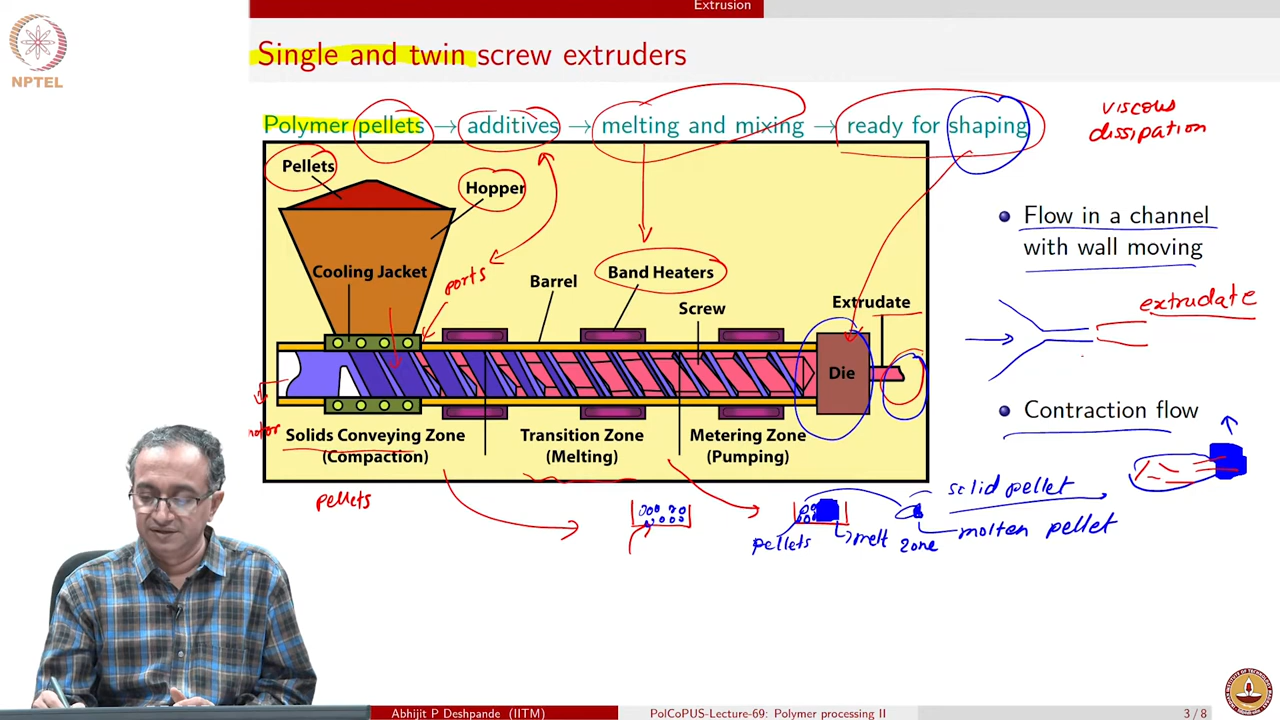 Extrusion
NPTEL
Single and twin screw extruders
Polymer pellets → additives → melting and mixing → ready for shaping
viscous
dissipation
Pellets
Hopper
Cooling Jacket
ports
Barrel
Band Heaters
Screw
Extrudate
Die
Flow in a channel
with wall moving
extrudate
Contraction flow
motor
Solids Conveying Zone
(Compaction)
Transition Zone
(Melting)
Metering Zone
(Pumping)
pellets
solid pellet
molten pellet
pellets
melt zone
Abhijit P Deshpande (IITM)
PolCoPUS-Lecture-69: Polymer processing II
3/8